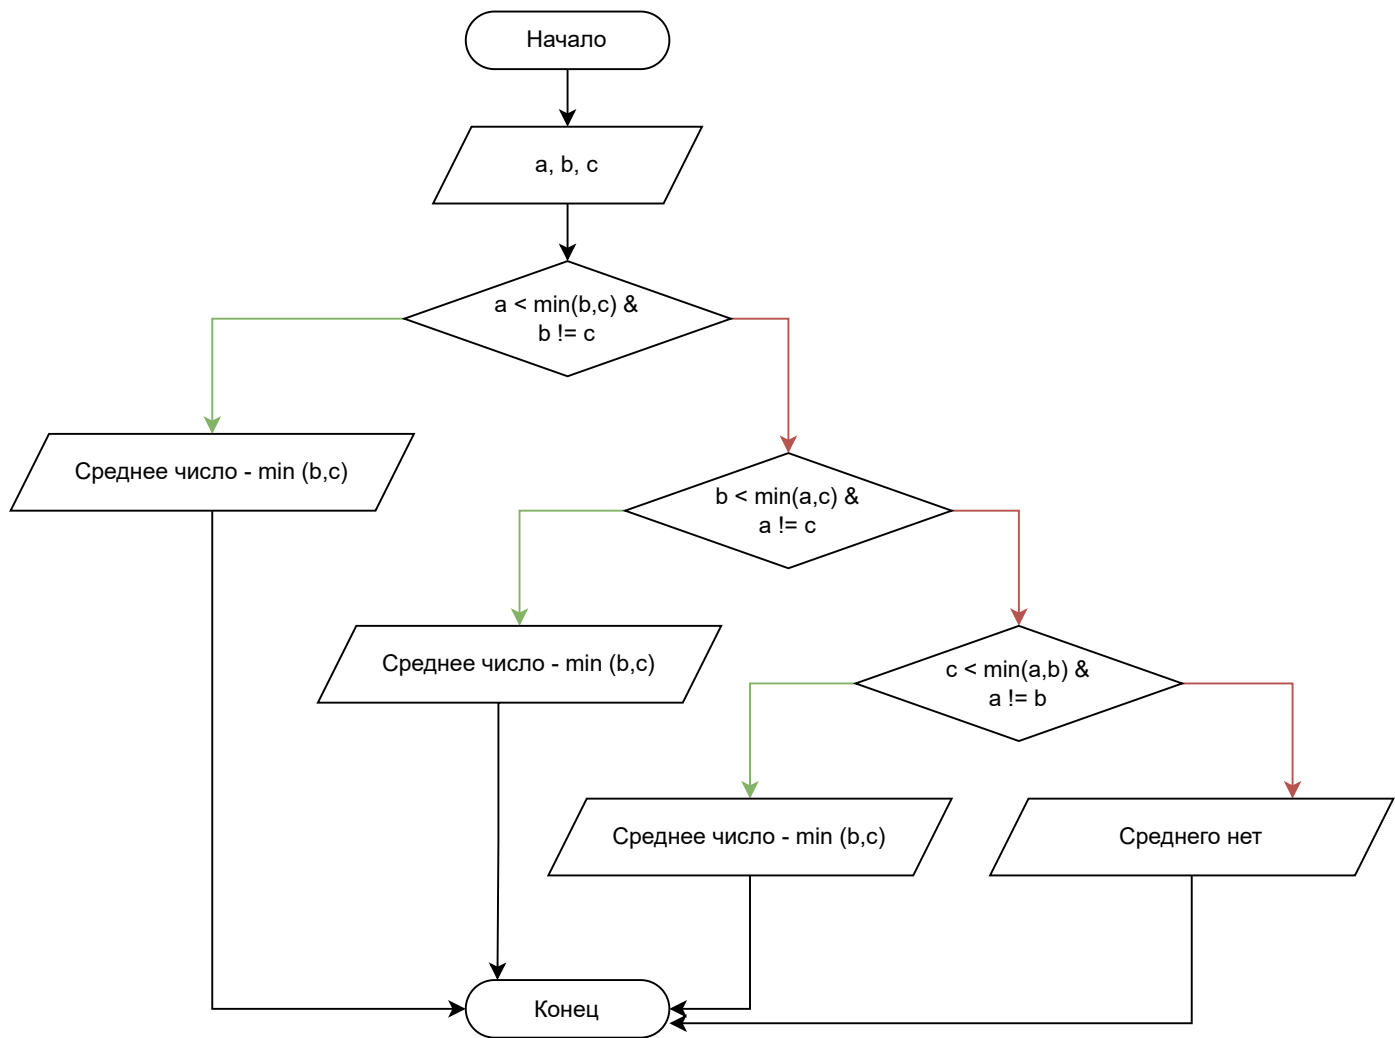 Начало
a, b, c
a < min(b,c) &
b != c
Среднее число - min (b,c)
b < min(a,c) &
a != c
Среднее число - min (b,c)
c < min(a,b) &
a != b
Среднее число - min (b,c)
Среднего нет
Конец